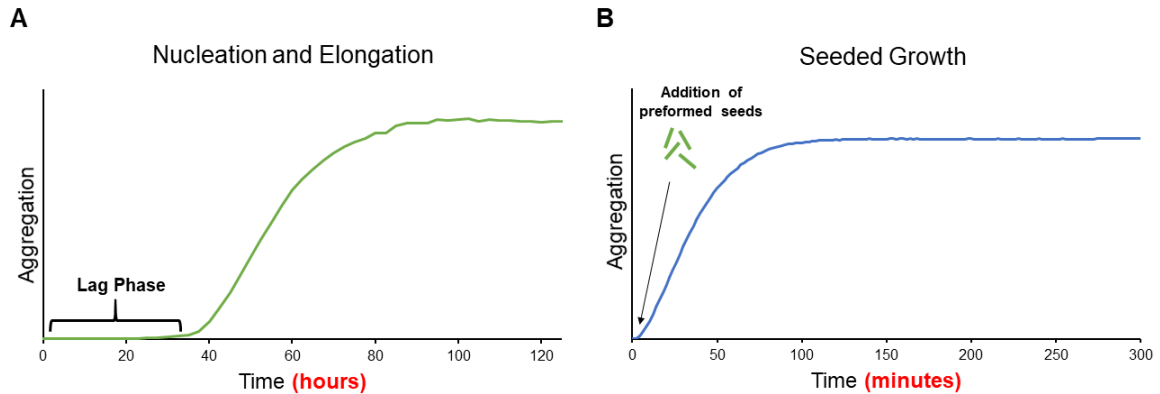 A
Nucleation and Elongation
Aggregation
Lag Phase
0 20 40 60 80 100 120
Time (hours)
B
Seeded Growth
Addition of
preformed seeds
Aggregation
0 50 100 150 200 250 300
Time (minutes)